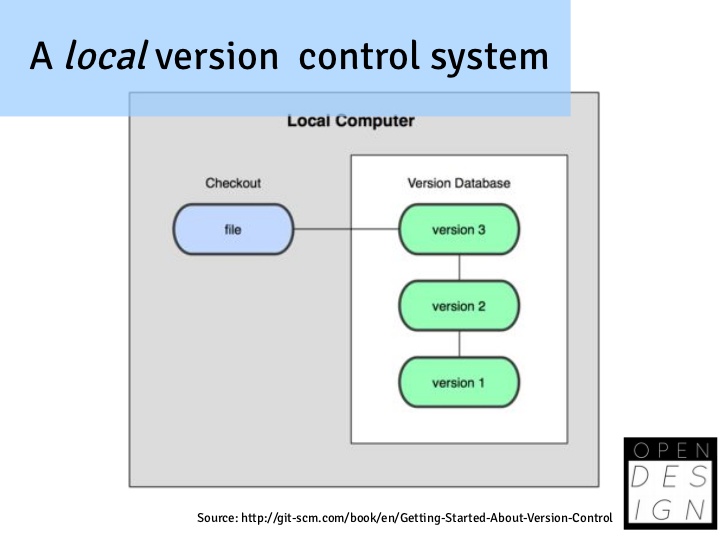 A local version control system
Local Computer
Checkout
Version Database
file
version 3
version 2
version 1
OPEN
DES
IGN
Source: http://git-scm.com/book/en/Getting-Started-About-Version-Control